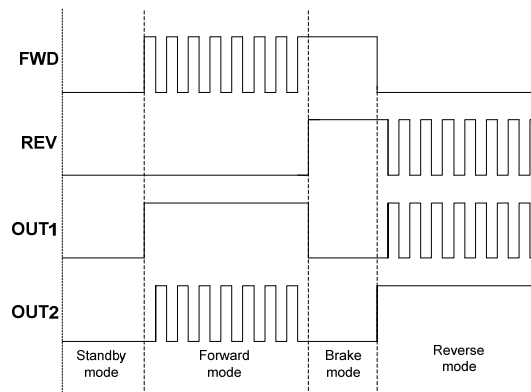 FWD
REV
OUT1
OUT2
Standby
mode
Forward
mode
Brake
mode
Reverse
mode